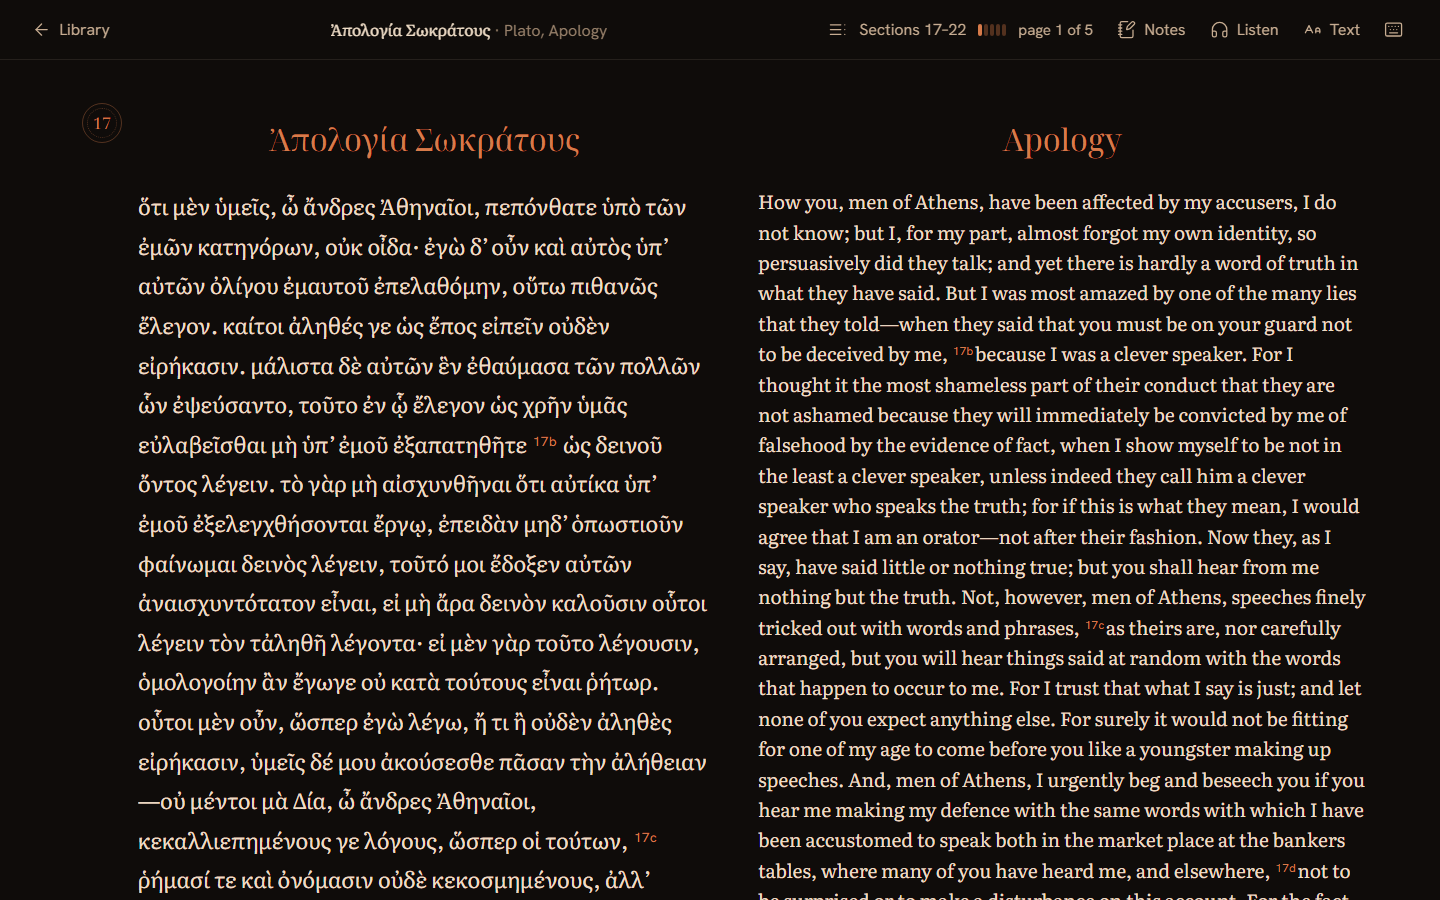 Library
Ἀπολογία Σωκράτους · Plato, Apology
Sections 17–22
page 1 of 5
Notes
Listen
Text
17
Ἀπολογία Σωκράτους
ὅτι μὲν ὑμεῖς, ὦ ἄνδρες Ἀθηναῖοι, πεπόνθατε ὑπὸ τῶν
ἐμῶν κατηγόρων, οὐκ οἶδα· ἐγὼ δ’ οὖν καὶ αὐτὸς ὑπ’
αὐτῶν ὀλίγου ἐμαυτοῦ ἐπελαθόμην, οὕτω πιθανῶς
ἔλεγον. καίτοι ἀληθές γε ὡς ἔπος εἰπεῖν οὐδὲν
εἰρήκασιν. μάλιστα δὲ αὐτῶν ἓν ἐθαύμασα τῶν πολλῶν
ὧν ἐψεύσαντο, τοῦτο ἐν ᾧ ἔλεγον ὡς χρῆν ὑμᾶς
εὐλαβεῖσθαι μὴ ὑπ’ ἐμοῦ ἐξαπατηθῆτε 17b ὡς δεινοῦ
ὄντος λέγειν. τὸ γὰρ μὴ αἰσχυνθῆναι ὅτι αὐτίκα ὑπ’
ἐμοῦ ἐξελεγχθήσονται ἔργῳ, ἐπειδὰν μηδ’ ὁπωστιοῦν
φαίνωμαι δεινὸς λέγειν, τοῦτό μοι ἔδοξεν αὐτῶν
ἀναισχυντότατον εἶναι, εἰ μὴ ἄρα δεινὸν καλοῦσιν οὗτοι
λέγειν τὸν τἀληθῆ λέγοντα· εἰ μὲν γὰρ τοῦτο λέγουσιν,
ὁμολογοίην ἂν ἔγωγε οὐ κατὰ τούτους εἶναι ῥήτωρ.
οὗτοι μὲν οὖν, ὥσπερ ἐγὼ λέγω, ἤ τι ἢ οὐδὲν ἀληθὲς
εἰρήκασιν, ὑμεῖς δέ μου ἀκούσεσθε πᾶσαν τὴν ἀλήθειαν
—οὐ μέντοι μὰ Δία, ὦ ἄνδρες Ἀθηναῖοι,
κεκαλλιεπημένους γε λόγους, ὥσπερ οἱ τούτων, 17c
ῥήμασί τε καὶ ὀνόμασιν οὐδὲ κεκοσμημένους, ἀλλ’
Apology
How you, men of Athens, have been affected by my accusers, I do
not know; but I, for my part, almost forgot my own identity, so
persuasively did they talk; and yet there is hardly a word of truth in
what they have said. But I was most amazed by one of the many lies
that they told—when they said that you must be on your guard not
to be deceived by me, 17b because I was a clever speaker. For I
thought it the most shameless part of their conduct that they are
not ashamed because they will immediately be convicted by me of
falsehood by the evidence of fact, when I show myself to be not in
the least a clever speaker, unless indeed they call him a clever
speaker who speaks the truth; for if this is what they mean, I would
agree that I am an orator—not after their fashion. Now they, as I
say, have said little or nothing true; but you shall hear from me
nothing but the truth. Not, however, men of Athens, speeches finely
tricked out with words and phrases, 17c as theirs are, nor carefully
arranged, but you will hear things said at random with the words
that happen to occur to me. For I trust that what I say is just; and let
none of you expect anything else. For surely it would not be fitting
for one of my age to come before you like a youngster making up
speeches. And, men of Athens, I urgently beg and beseech you if you
hear me making my defence with the same words with which I have
been accustomed to speak both in the market place at the bankers
tables, where many of you have heard me, and elsewhere, 17d not to
be surprised or to make a disturbance on this account. For the fact